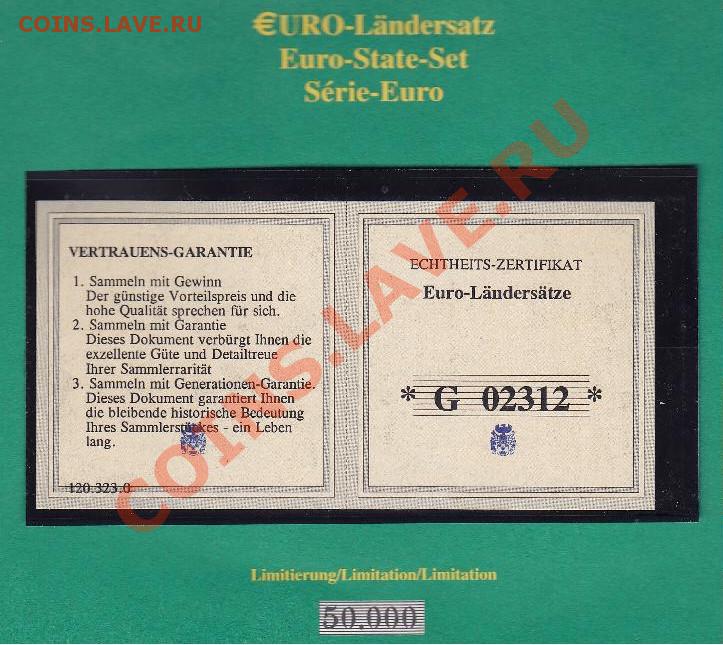 COINS.LAVE.RU
€URO-Ländersatz
Euro-State-Set
Série-Euro
VERTRAUENS-GARANTIE
1. Sammeln mit Gewinn
Der günstige Vorteilspreis und die
hohe Qualität sprechen für sich.
2. Sammeln mit Garantie
Dieses Dokument verbürgt Ihnen die
exzellente Güte und Detailtreue
Ihrer Sammlerrarität
3. Sammeln mit Generationen-Garantie.
Dieses Dokument garantiert Ihnen
die bleibende historische Bedeutung
Ihres Sammlerstückes - ein Leben
lang.
120.323.0
ECHTHEITS-ZERTIFIKAT
Euro-Ländersätze
* G 02312 *
COINS.LAVE.RU
Limitierung/Limitation/Limitation
50.000